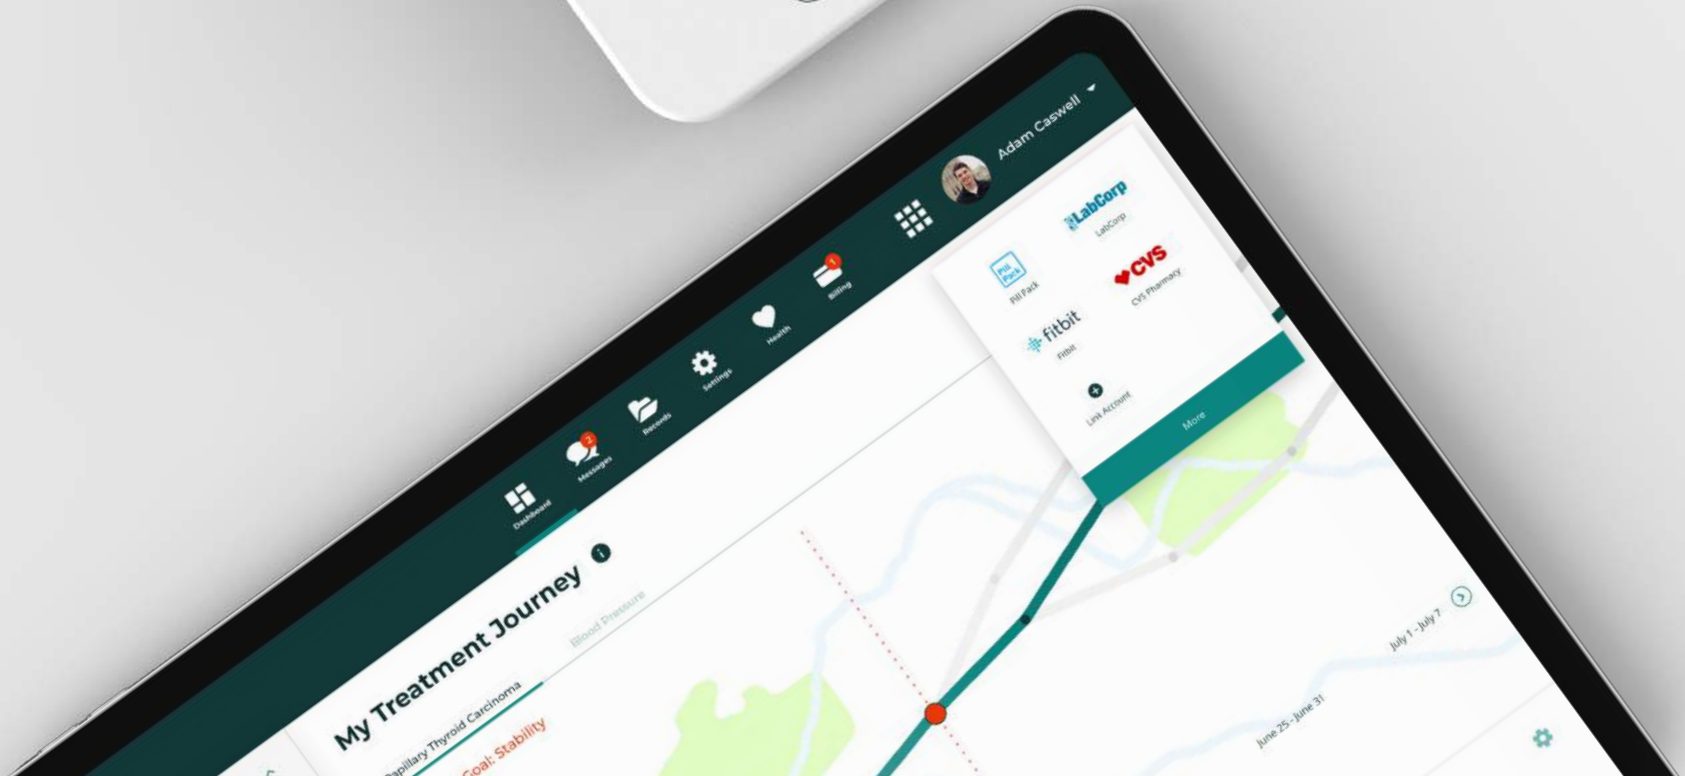 Adam Caswell
Dashboard
2
Messages
Records
Settings
Health
1
Billing
LabCorp
LabCorp
Pill
Pack
Pill Pack
CVS
CVS Pharmacy
fitbit
Fitbit
Link Account
More
My Treatment Journey
i
Papillary Thyroid Carcinoma
Blood Pressure
Goal: Stability
June 25 - June 31
July 1 - July 7